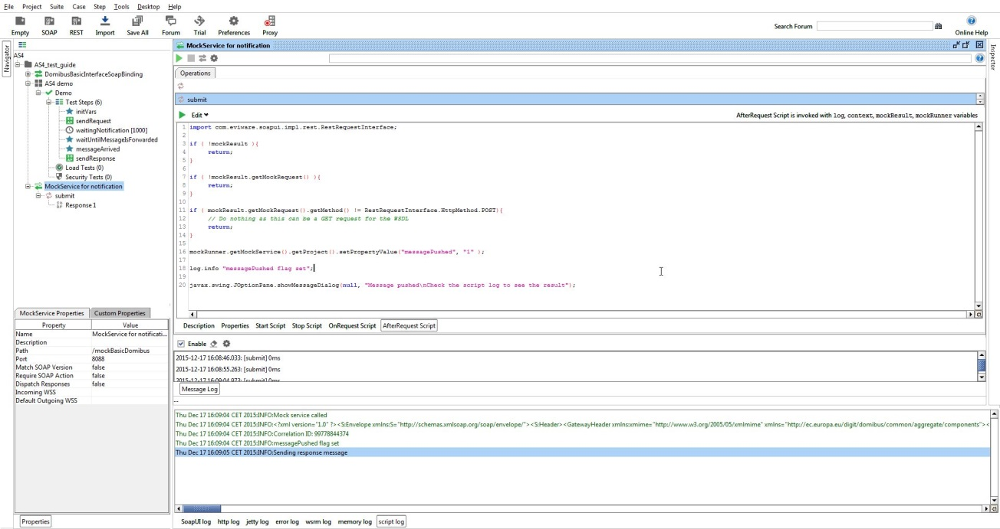 File Project Suite Case Step Tools Desktop Help
Empty SOAP REST Import Save All Forum Trial Preferences Proxy
Search Forum
Online Help
Navigator
Inspector
AS4
AS4_test_guide
DomibusBasicInterfaceSoapBinding
AS4 demo
Demo
Test Steps (6)
initVars
sendRequest
waitingNotification [1000]
waitUntilMessageIsForwarded
messageArrived
sendResponse
Load Tests (0)
Security Tests (0)
MockService for notification
submit
Response 1
MockService for notification
Operations
submit
Edit
AfterRequest Script is invoked with log, context, mockResult, mockRunner variables
1 import com.eviware.soapui.impl.rest.RestRequestInterface;
2
3 if ( !mockResult ){
4 return;
5 }
6
7 if ( !mockResult.getMockRequest() ){
8 return;
9 }
10
11 if ( mockResult.getMockRequest().getMethod() != RestRequestInterface.HttpMethod.POST){
12 // Do nothing as this can be a GET request for the WSDL
13 return;
14 }
15
16 mockRunner.getMockService().getProject().setPropertyValue("messagePushed", "1" );
17
18 log.info "messagePushed flag set";
19
20 javax.swing.JOptionPane.showMessageDialog(null, "Message pushed\nCheck the script log to see the result");
Description Properties Start Script Stop Script OnRequest Script AfterRequest Script
Enable
2015-12-17 16:08:46.033: [submit] 0ms
2015-12-17 16:08:55.263: [submit] 0ms
2015-12-17 16:09:04.973: [submit] 0ms
Message Log
--
MockService Properties Custom Properties
Property Value
Name MockService for notificati...
Description
Path /mockBasicDomibus
Port 8088
Match SOAP Version false
Require SOAP Action false
Dispatch Responses false
Incoming WSS
Default Outgoing WSS
Properties
Thu Dec 17 16:09:04 CET 2015:INFO:Mock service called
Thu Dec 17 16:09:04 CET 2015:INFO:<?xml version="1.0" ?><S:Envelope xmlns:S="http://schemas.xmlsoap.org/soap/envelope/"><S:Header><GatewayHeader xmlns:xmime="http://www.w3.org/2005/05/xmlmime" xmlns="http://ec.europa.eu/digit/domibus/common/aggregate/components"><
Thu Dec 17 16:09:04 CET 2015:INFO:Correlation ID: 99778844374
Thu Dec 17 16:09:04 CET 2015:INFO:messagePushed flag set
Thu Dec 17 16:09:05 CET 2015:INFO:Sending response message
SoapUI log http log jetty log error log wsrm log memory log script log